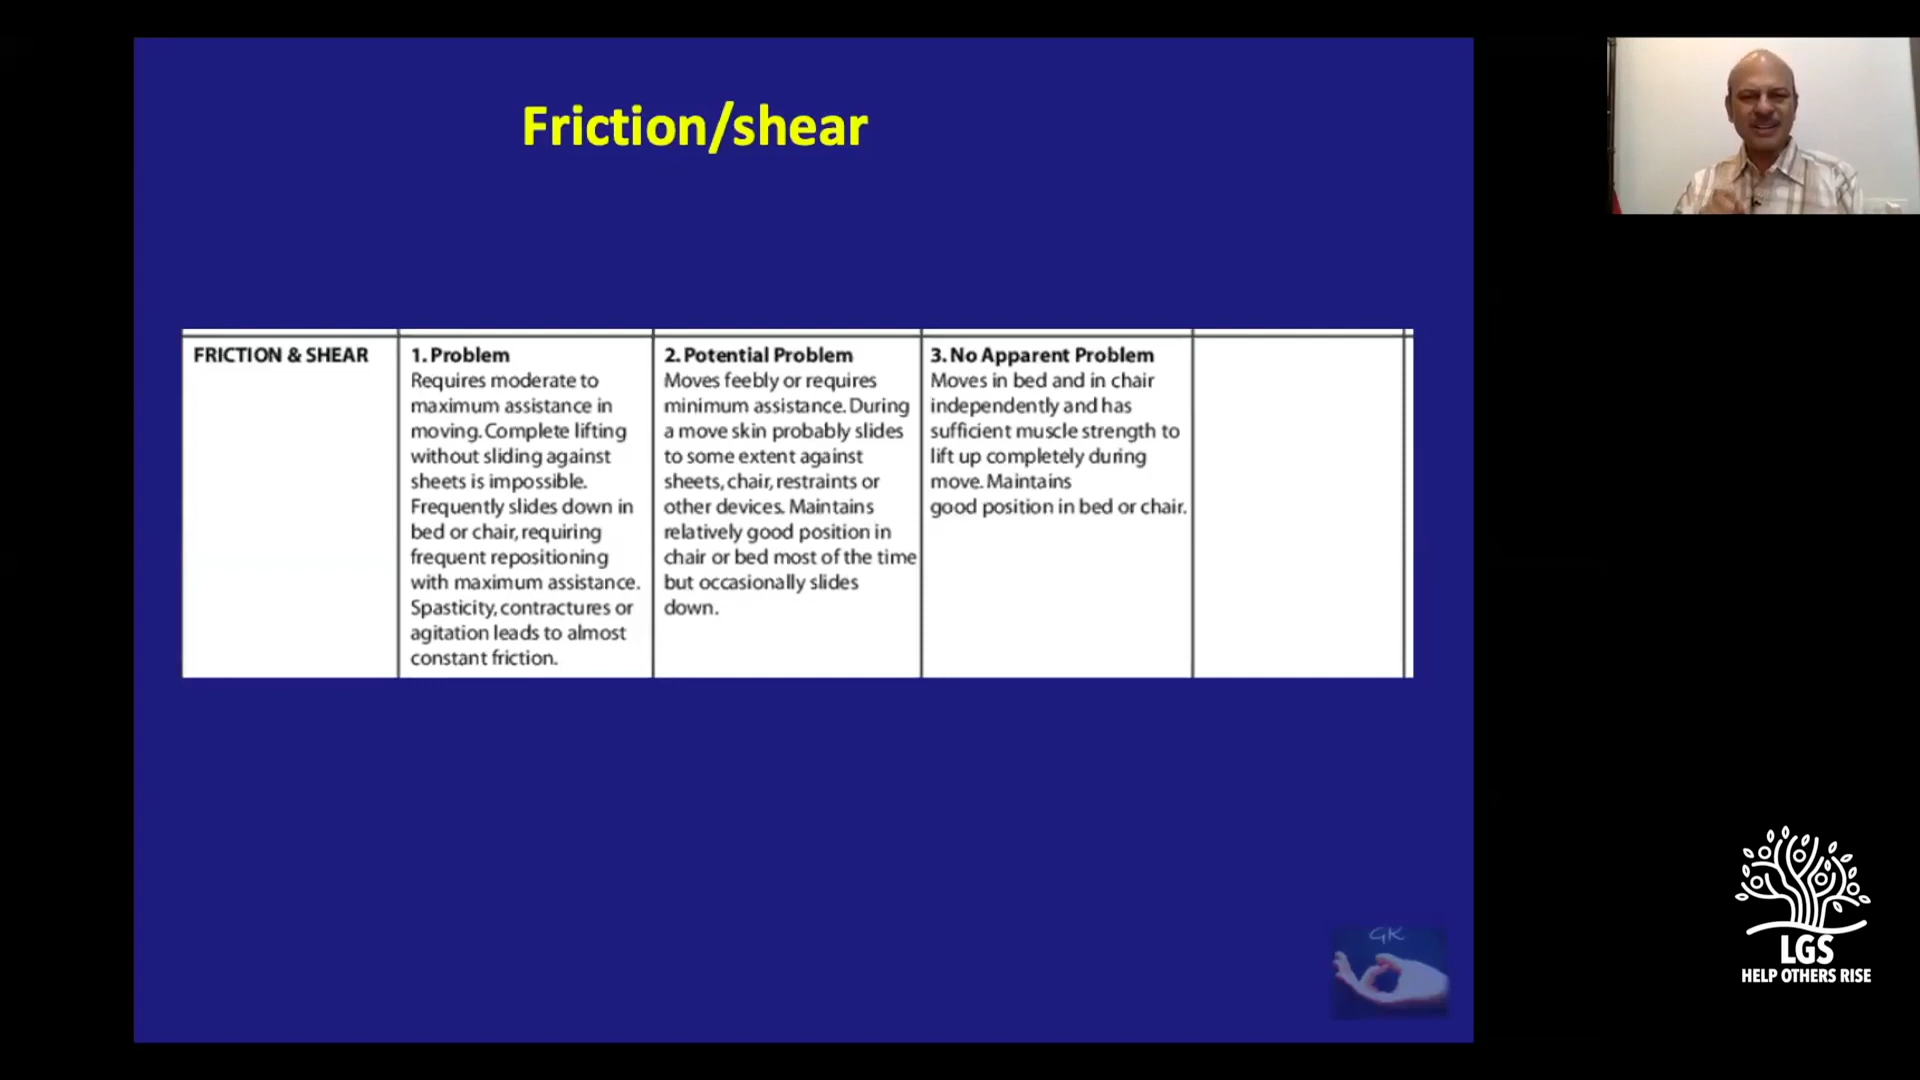 Friction/shear
FRICTION & SHEAR
1. Problem
Requires moderate to
maximum assistance in
moving. Complete lifting
without sliding against
sheets is impossible.
Frequently slides down in
bed or chair, requiring
frequent repositioning
with maximum assistance.
Spasticity, contractures or
agitation leads to almost
constant friction.
2. Potential Problem
Moves feebly or requires
minimum assistance. During
a move skin probably slides
to some extent against
sheets, chair, restraints or
other devices. Maintains
relatively good position in
chair or bed most of the time
but occasionally slides
down.
3. No Apparent Problem
Moves in bed and in chair
independently and has
sufficient muscle strength to
lift up completely during
move. Maintains
good position in bed or chair.
GK
LGS
HELP OTHERS RISE